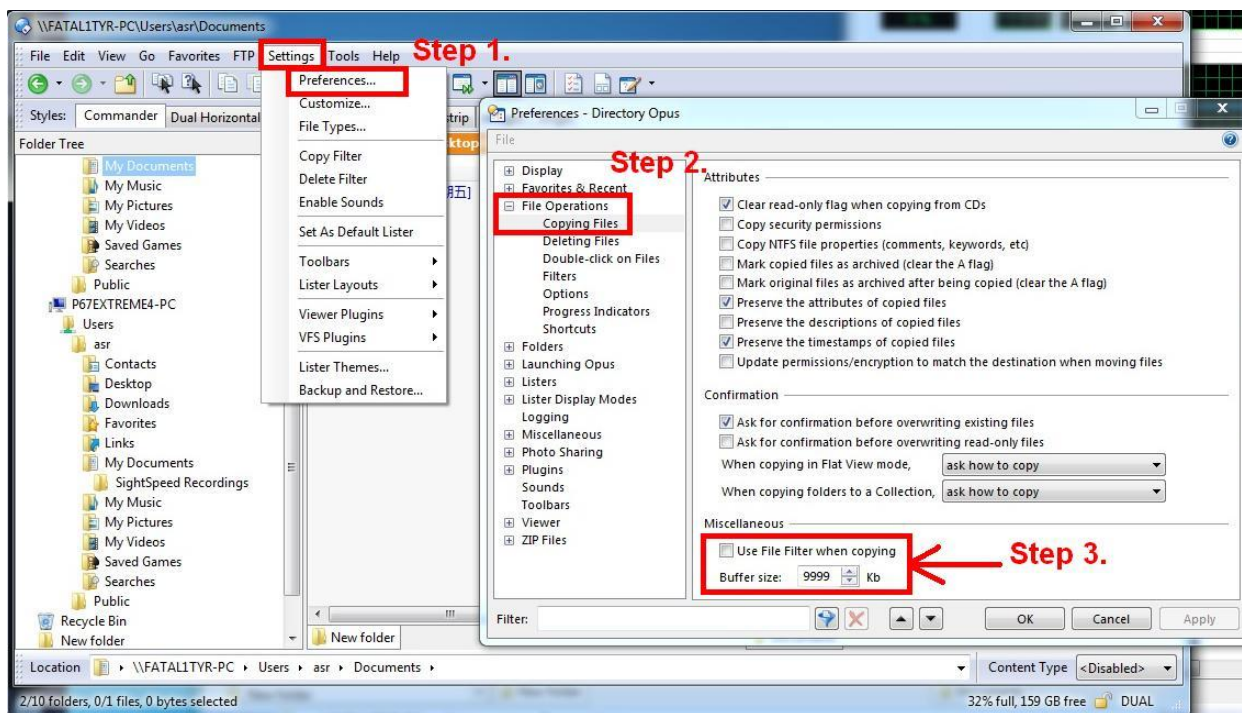 \\FATAL1TYR-PC\Users\asr\Documents
File Edit View Go Favorites FTP Settings Tools Help
Step 1.
Styles: Commander Dual Horizontal
strip
Folder Tree
ktop
My Documents
My Music
My Pictures
My Videos
Saved Games
Searches
Public
P67EXTREME4-PC
Users
asr
Contacts
Desktop
Downloads
Favorites
Links
My Documents
SightSpeed Recordings
My Music
My Pictures
My Videos
Saved Games
Searches
Public
Recycle Bin
New folder
Preferences...
Customize...
File Types...
Copy Filter
Delete Filter
Enable Sounds
Set As Default Lister
Toolbars
Lister Layouts
Viewer Plugins
VFS Plugins
Lister Themes...
Backup and Restore...
期五]
New folder
Preferences - Directory Opus
File
Step 2.
Display
Favorites & Recent
File Operations
Copying Files
Deleting Files
Double-click on Files
Filters
Options
Progress Indicators
Shortcuts
Folders
Launching Opus
Listers
Lister Display Modes
Logging
Miscellaneous
Photo Sharing
Plugins
Sounds
Toolbars
Viewer
ZIP Files
Attributes
Clear read-only flag when copying from CDs
Copy security permissions
Copy NTFS file properties (comments, keywords, etc)
Mark copied files as archived (clear the A flag)
Mark original files as archived after being copied (clear the A flag)
Preserve the attributes of copied files
Preserve the descriptions of copied files
Preserve the timestamps of copied files
Update permissions/encryption to match the destination when moving files
Confirmation
Ask for confirmation before overwriting existing files
Ask for confirmation before overwriting read-only files
When copying in Flat View mode, ask how to copy
When copying folders to a Collection, ask how to copy
Miscellaneous
Use File Filter when copying
Buffer size: 9999 Kb
Step 3.
Filter:
OK Cancel Apply
Location \\FATAL1TYR-PC Users asr Documents
Content Type <Disabled>
2/10 folders, 0/1 files, 0 bytes selected
32% full, 159 GB free DUAL